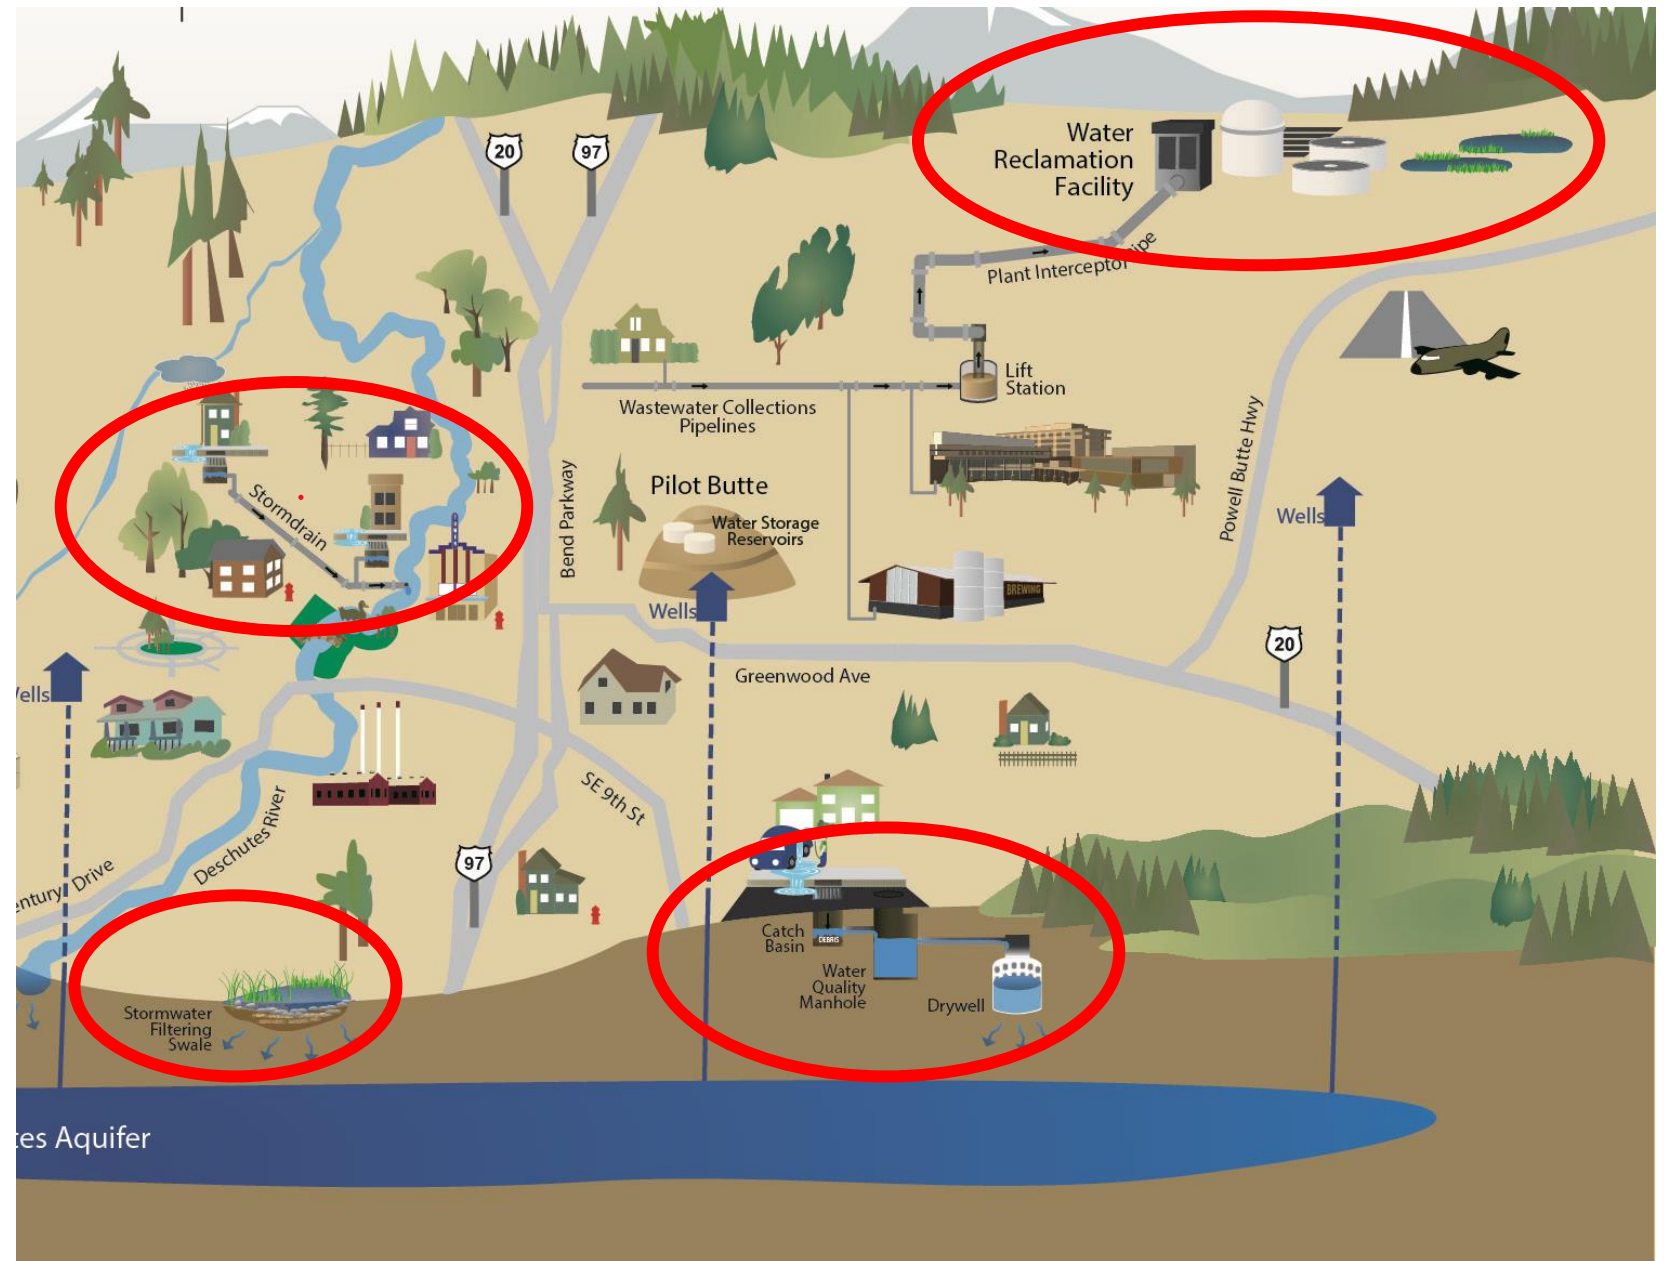 20
97
Water
Reclamation
Facility
Plant Interceptor Pipe
Lift
Station
Wastewater Collections
Pipelines
Stormdrain
Bend Parkway
Pilot Butte
Water Storage
Reservoirs
Powell Butte Hwy
Wells
BREWING
Wells
20
Wells
Greenwood Ave
SE 9th St
Deschutes River
97
entury Drive
Catch
Basin
DEBRIS
Water
Quality
Manhole
Drywell
Stormwater
Filtering
Swale
tes Aquifer